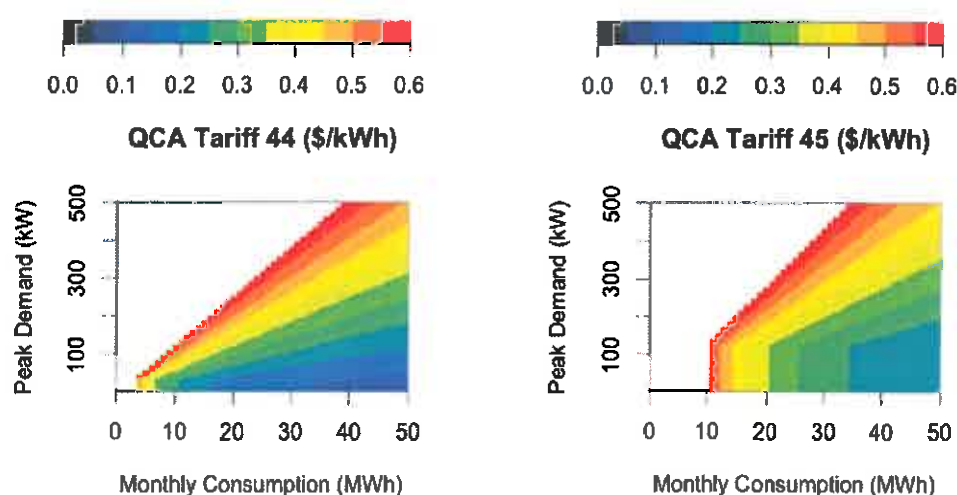 0.0 0.1 0.2 0.3 0.4 0.5 0.6
QCA Tariff 44 ($/kWh)
Peak Demand (kW)
500
300
100
0 10 20 30 40 50
Monthly Consumption (MWh)
0.0 0.1 0.2 0.3 0.4 0.5 0.6
QCA Tariff 45 ($/kWh)
Peak Demand (kW)
500
300
100
0 10 20 30 40 50
Monthly Consumption (MWh)